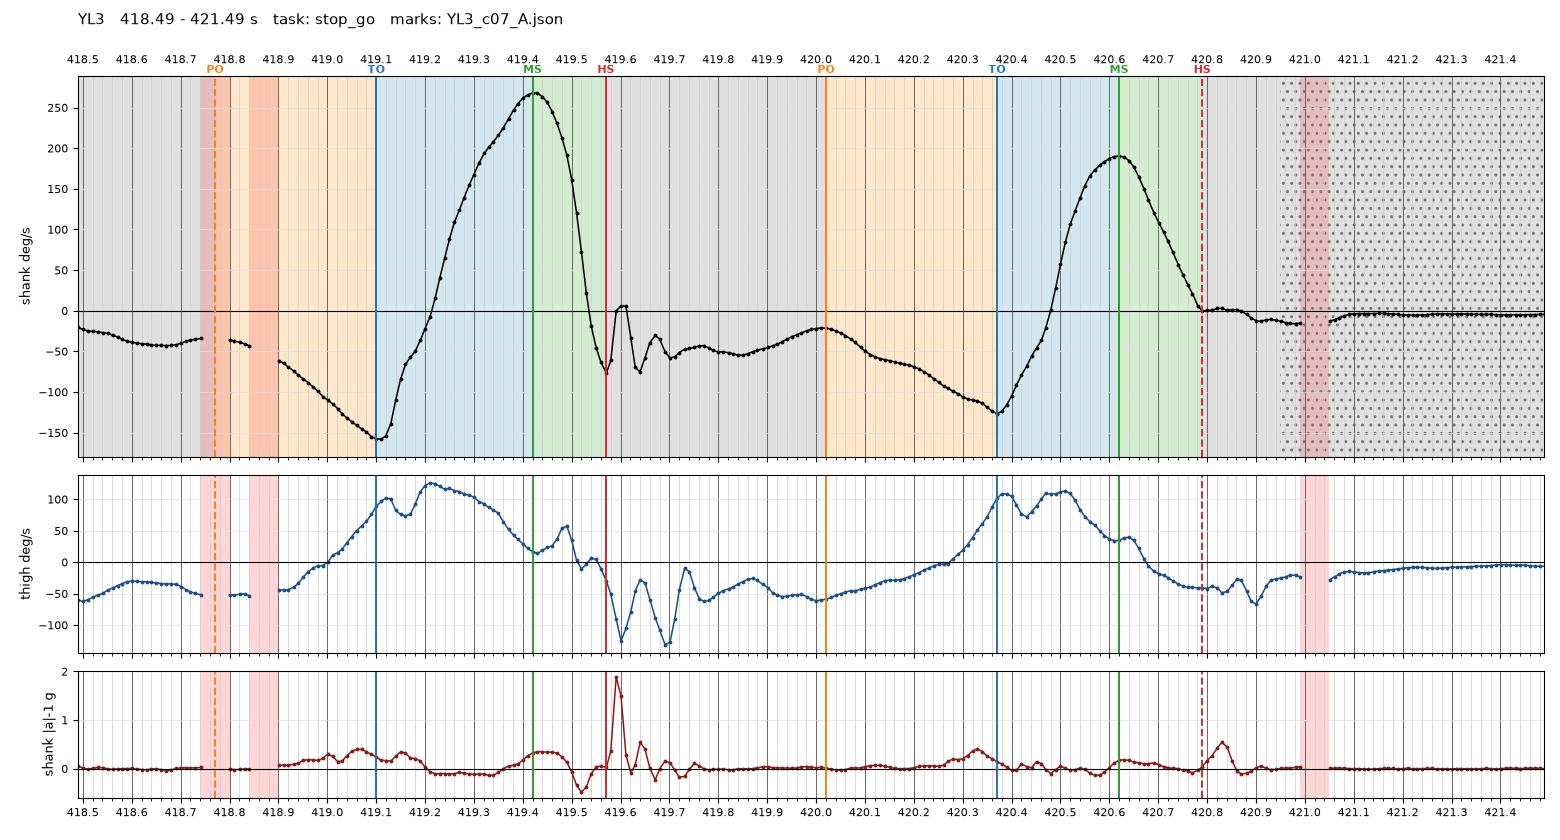 YL3   418.49 - 421.49 s   task: stop_go   marks: YL3_c07_A.json
418.5 418.6 418.7 418.8 418.9 419.0 419.1 419.2 419.3 419.4 419.5 419.6 419.7 419.8 419.9 420.0 420.1 420.2 420.3 420.4 420.5 420.6 420.7 420.8 420.9 421.0 421.1 421.2 421.3 421.4
PO TO MS HS PO TO MS HS
250
200
150
100
50
0
−50
−100
−150
shank deg/s
100
50
0
−50
−100
thigh deg/s
2
1
0
shank |a|-1 g
418.5 418.6 418.7 418.8 418.9 419.0 419.1 419.2 419.3 419.4 419.5 419.6 419.7 419.8 419.9 420.0 420.1 420.2 420.3 420.4 420.5 420.6 420.7 420.8 420.9 421.0 421.1 421.2 421.3 421.4